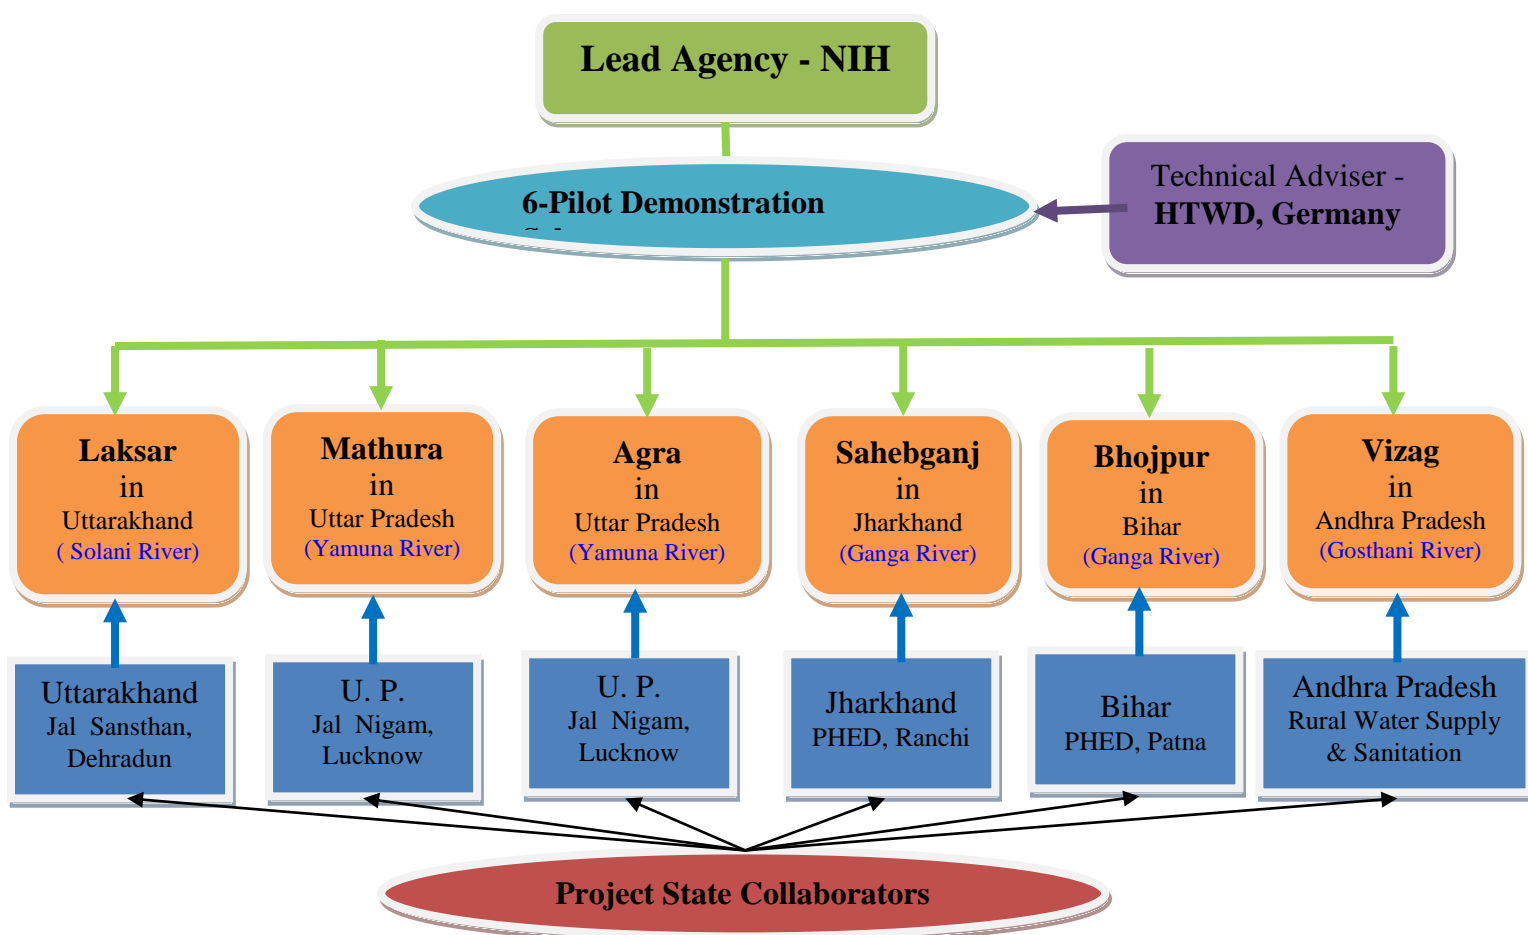 Lead Agency - NIH
6-Pilot Demonstration
Technical Adviser -
HTWD, Germany
Laksar
in
Uttarakhand
( Solani River)
Mathura
in
Uttar Pradesh
(Yamuna River)
Agra
in
Uttar Pradesh
(Yamuna River)
Sahebganj
in
Jharkhand
(Ganga River)
Bhojpur
in
Bihar
(Ganga River)
Vizag
in
Andhra Pradesh
(Gosthani River)
Uttarakhand
Jal Sansthan,
Dehradun
U. P.
Jal Nigam,
Lucknow
U. P.
Jal Nigam,
Lucknow
Jharkhand
PHED, Ranchi
Bihar
PHED, Patna
Andhra Pradesh
Rural Water Supply
& Sanitation
Project State Collaborators